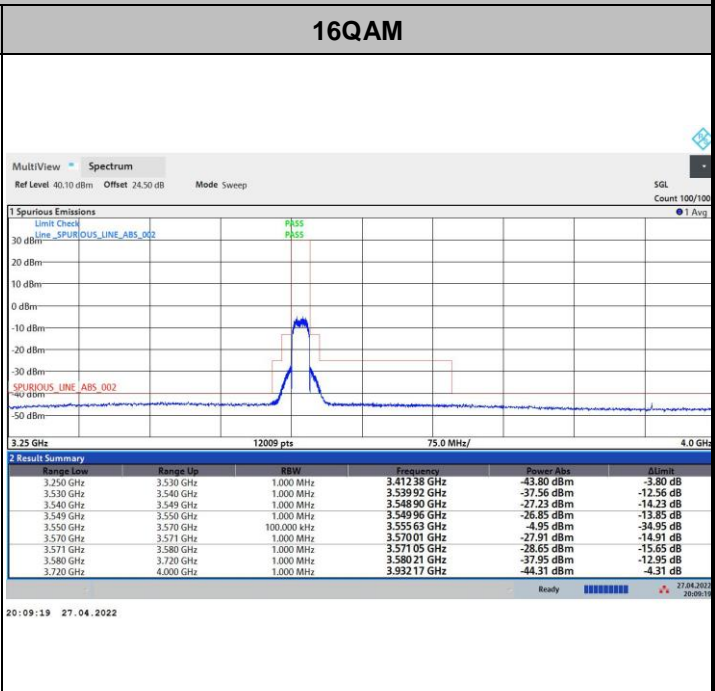 16QAM
MultiView Spectrum
Ref Level 40.10 dBm Offset 24.50 dB Mode Sweep SGL
Count 100/100
1 Spurious Emissions 1 Avg
Limit Check PASS
Line _SPURIOUS_LINE_ABS_002 PASS
30 dBm
20 dBm
10 dBm
0 dBm
-10 dBm
-20 dBm
-30 dBm
_SPURIOUS_LINE_ABS_002
-40 dBm
-50 dBm
3.25 GHz 12009 pts 75.0 MHz/ 4.0 GHz
2 Result Summary
Range Low Range Up RBW Frequency Power Abs ΔLimit
3.250 GHz 3.530 GHz 1.000 MHz 3.412 38 GHz -43.80 dBm -3.80 dB
3.530 GHz 3.540 GHz 1.000 MHz 3.539 92 GHz -37.56 dBm -12.56 dB
3.540 GHz 3.549 GHz 1.000 MHz 3.548 90 GHz -27.23 dBm -14.23 dB
3.549 GHz 3.550 GHz 1.000 MHz 3.549 96 GHz -26.85 dBm -13.85 dB
3.550 GHz 3.570 GHz 100.000 kHz 3.555 63 GHz -4.95 dBm -34.95 dB
3.570 GHz 3.571 GHz 1.000 MHz 3.570 01 GHz -27.91 dBm -14.91 dB
3.571 GHz 3.580 GHz 1.000 MHz 3.571 05 GHz -28.65 dBm -15.65 dB
3.580 GHz 3.720 GHz 1.000 MHz 3.580 21 GHz -37.95 dBm -12.95 dB
3.720 GHz 4.000 GHz 1.000 MHz 3.932 17 GHz -44.31 dBm -4.31 dB
Ready 27.04.2022
20:09:19
20:09:19 27.04.2022